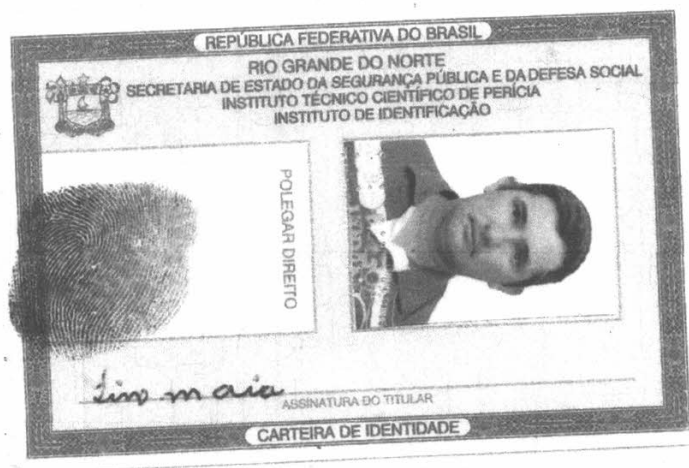 REPÚBLICA FEDERATIVA DO BRASIL
RIO GRANDE DO NORTE
SECRETARIA DE ESTADO DA SEGURANÇA PÚBLICA E DA DEFESA SOCIAL
INSTITUTO TÉCNICO CIENTÍFICO DE PERÍCIA
INSTITUTO DE IDENTIFICAÇÃO
POLEGAR DIREITO
maia
ASSINATURA DO TITULAR
CARTEIRA DE IDENTIDADE